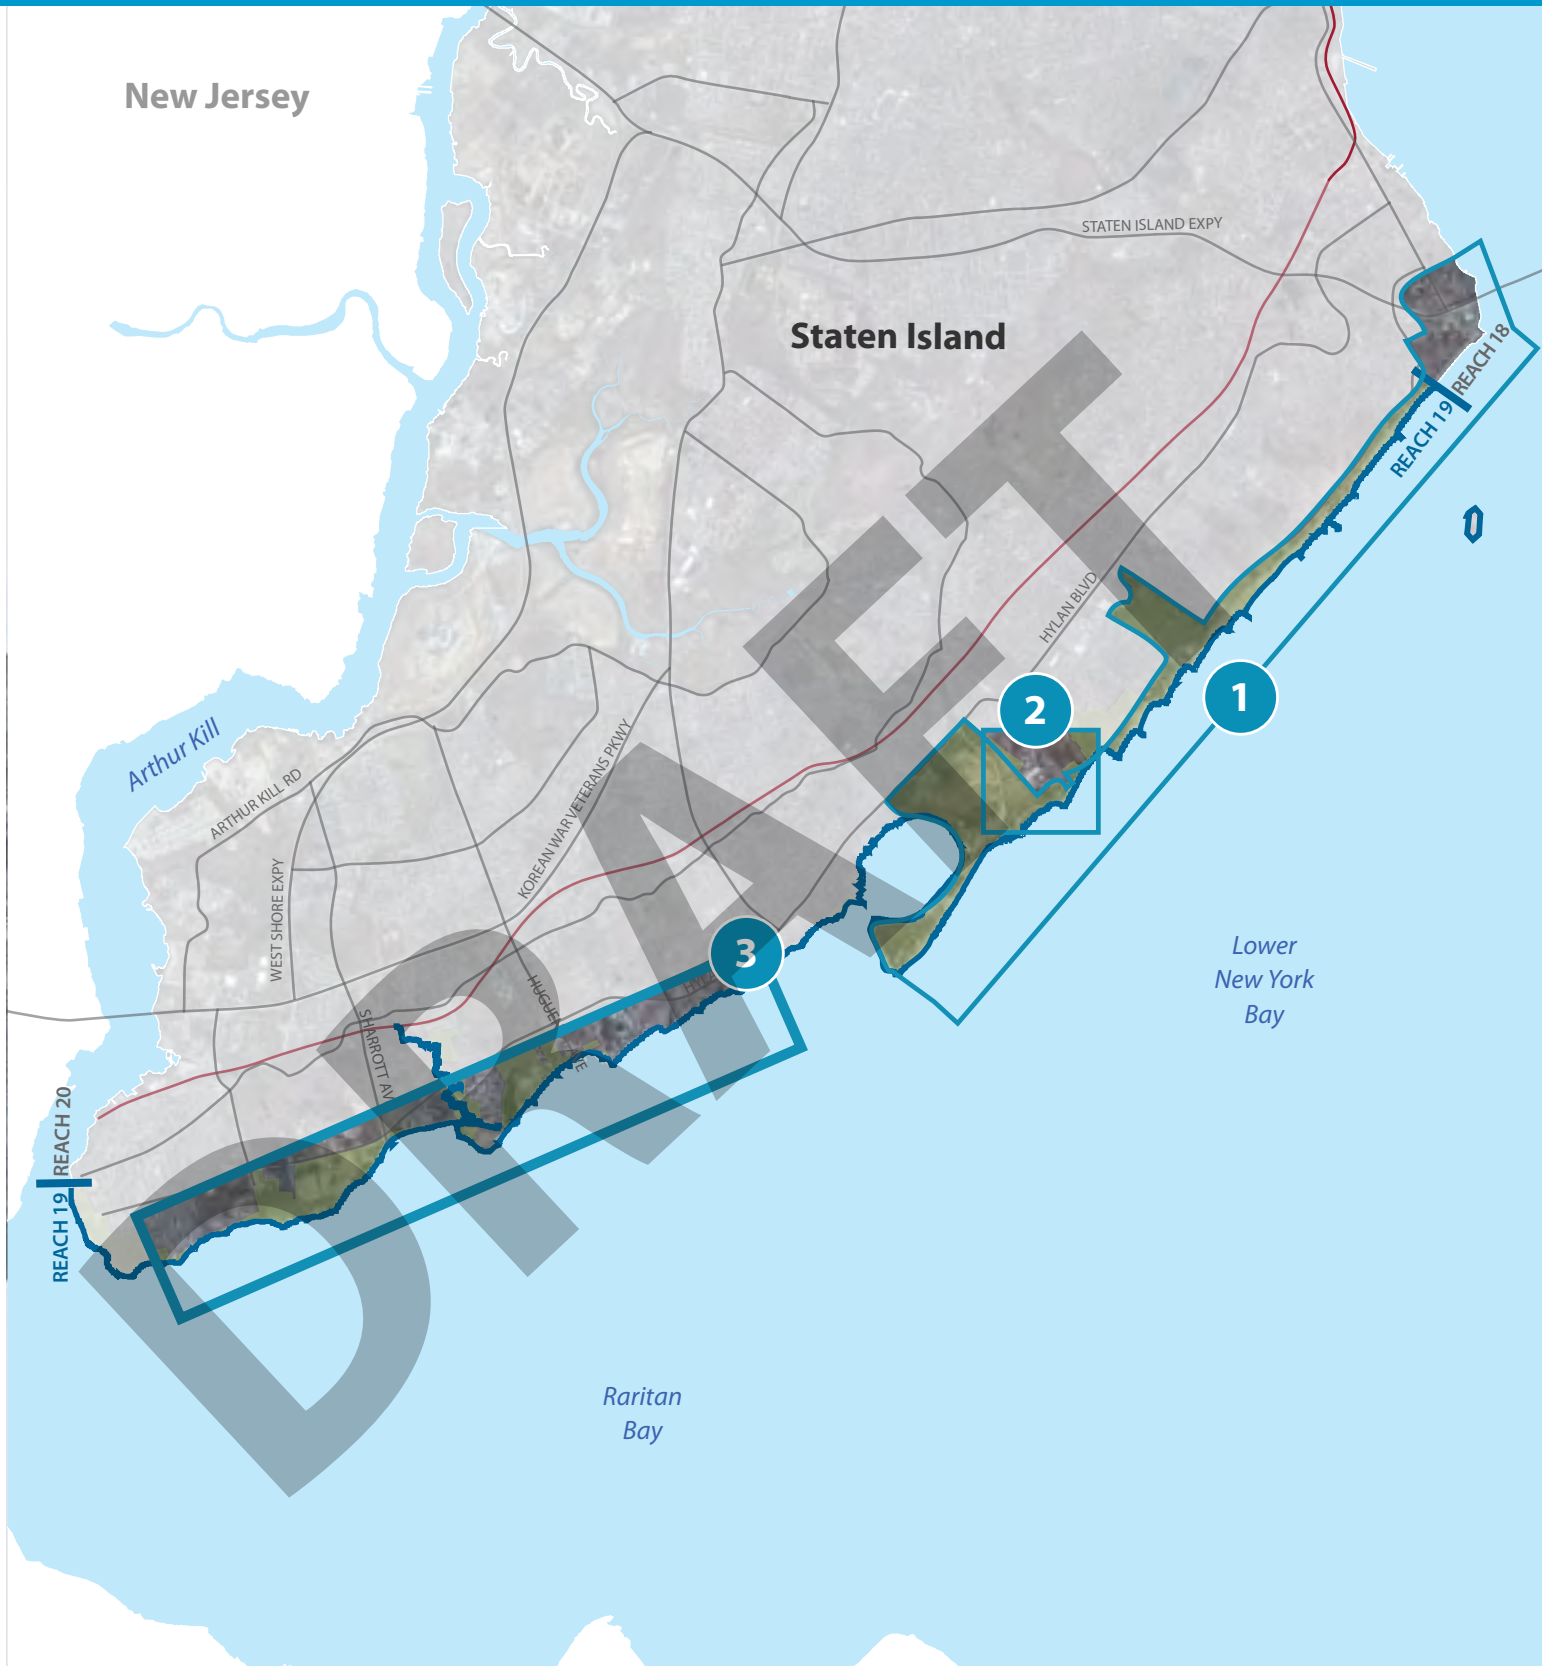 New Jersey
STATEN ISLAND EXPY
Staten Island
REACH 18
REACH 19
HYLAN BLVD
2
1
Arthur Kill
KOREAN WAR VETERANS PKWY
ARTHUR KILL RD
WEST SHORE EXPY
3
Lower
New York
Bay
HUGUE
VE
SHARROTT AV
REACH 20
REACH 19
Raritan
Bay
DRAFT